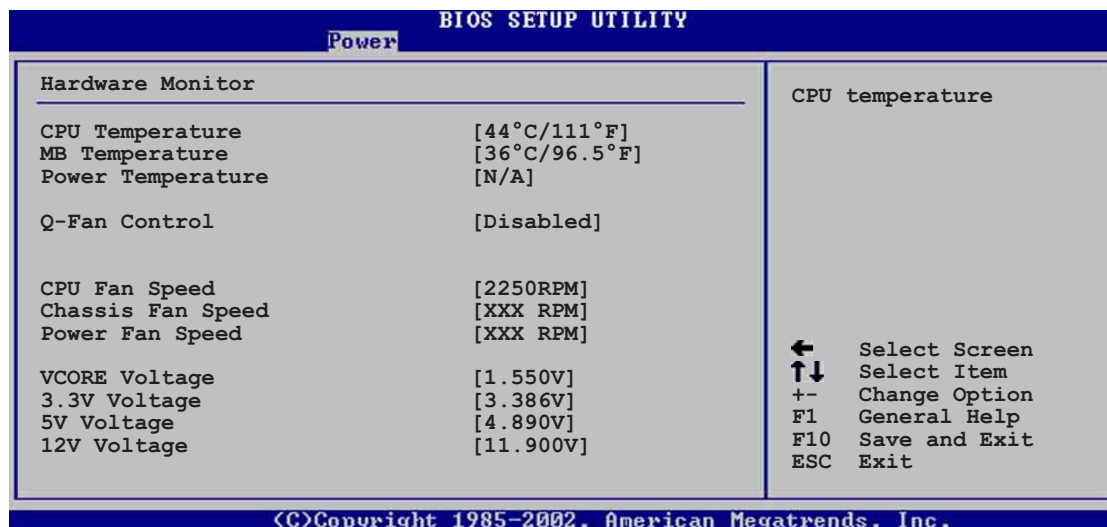 BIOS SETUP UTILITY
Power
Hardware Monitor
CPU Temperature [44°C/111°F]
MB Temperature [36°C/96.5°F]
Power Temperature [N/A]
Q-Fan Control [Disabled]
CPU Fan Speed [2250RPM]
Chassis Fan Speed [XXX RPM]
Power Fan Speed [XXX RPM]
VCORE Voltage [1.550V]
3.3V Voltage [3.386V]
5V Voltage [4.890V]
12V Voltage [11.900V]
CPU temperature
← Select Screen
↑↓ Select Item
+- Change Option
F1 General Help
F10 Save and Exit
ESC Exit
(C)Copyright 1985-2002, American Megatrends, Inc.